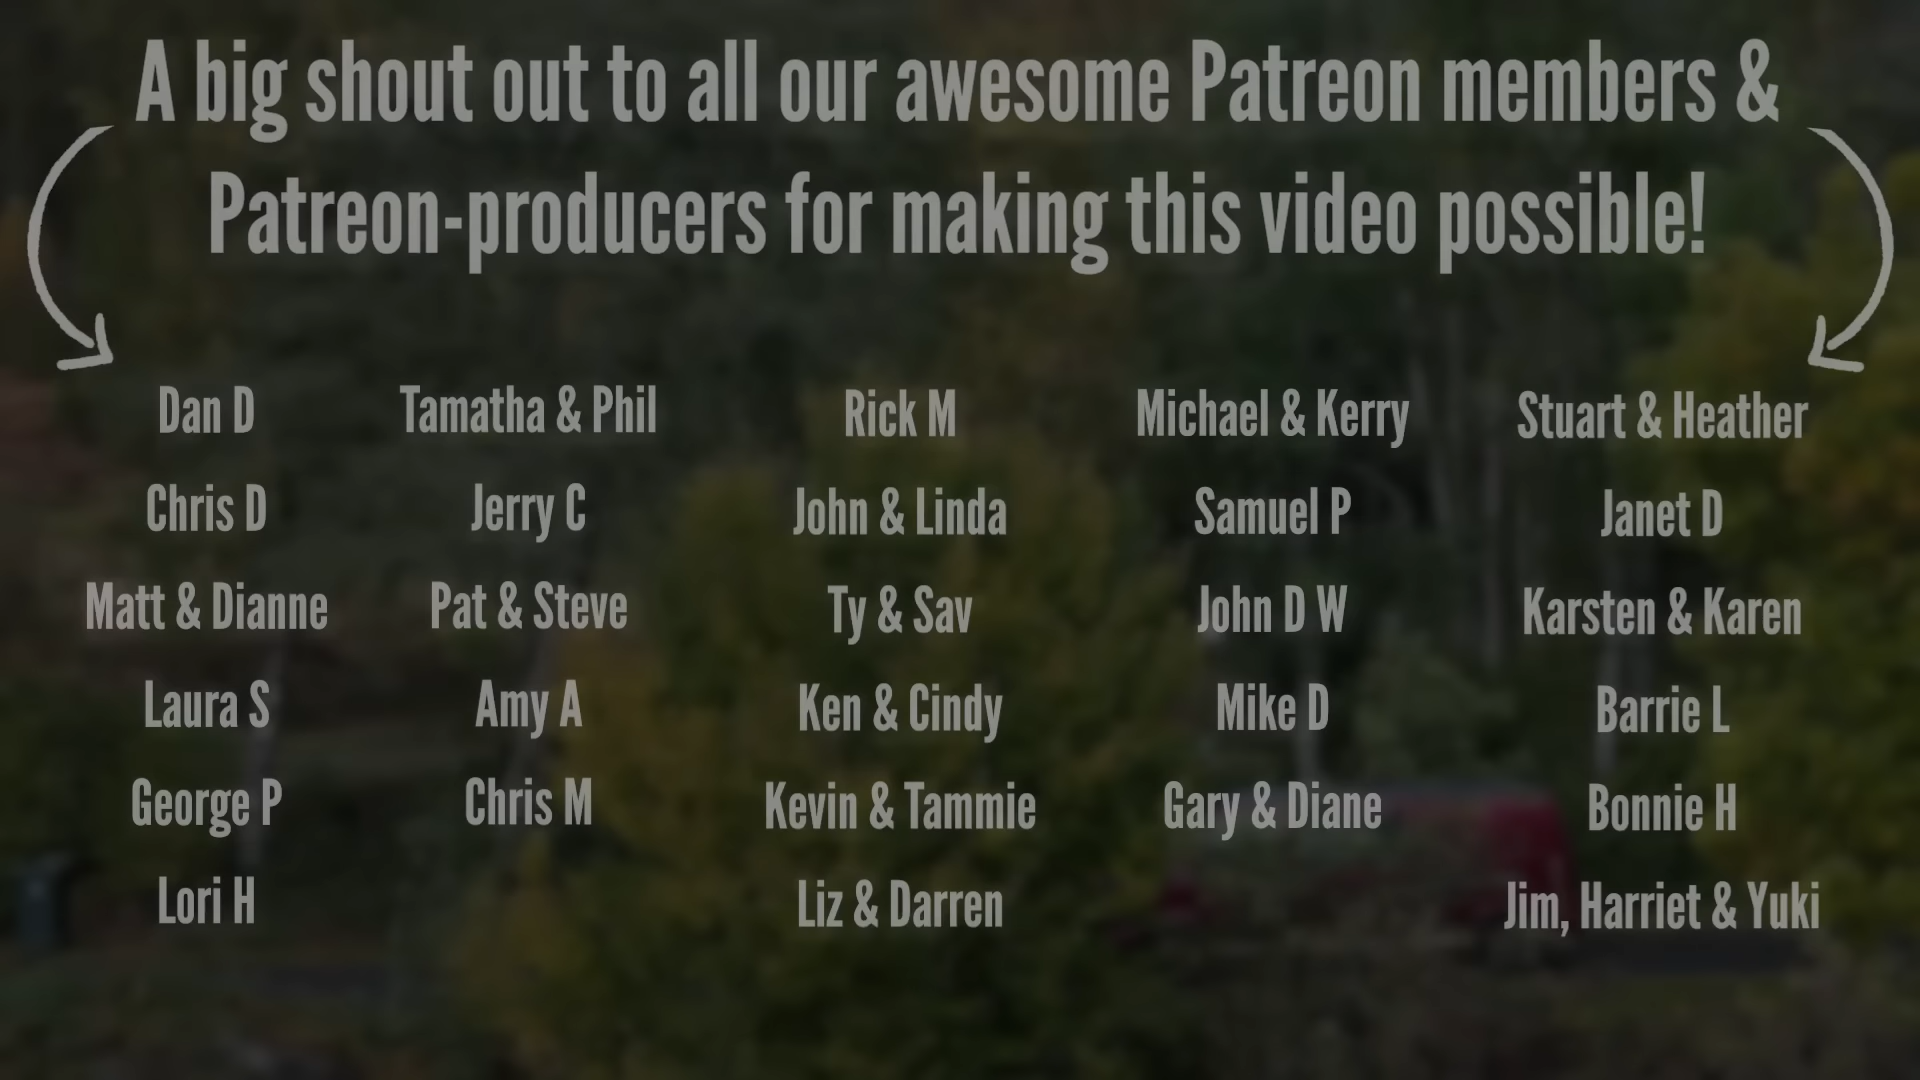 A big shout out to all our awesome Patreon members &
Patreon-producers for making this video possible!
Dan D
Chris D
Matt & Dianne
Laura S
George P
Lori H
Tamatha & Phil
Jerry C
Pat & Steve
Amy A
Chris M
Rick M
John & Linda
Ty & Sav
Ken & Cindy
Kevin & Tammie
Liz & Darren
Michael & Kerry
Samuel P
John D W
Mike D
Gary & Diane
Stuart & Heather
Janet D
Karsten & Karen
Barrie L
Bonnie H
Jim, Harriet & Yuki